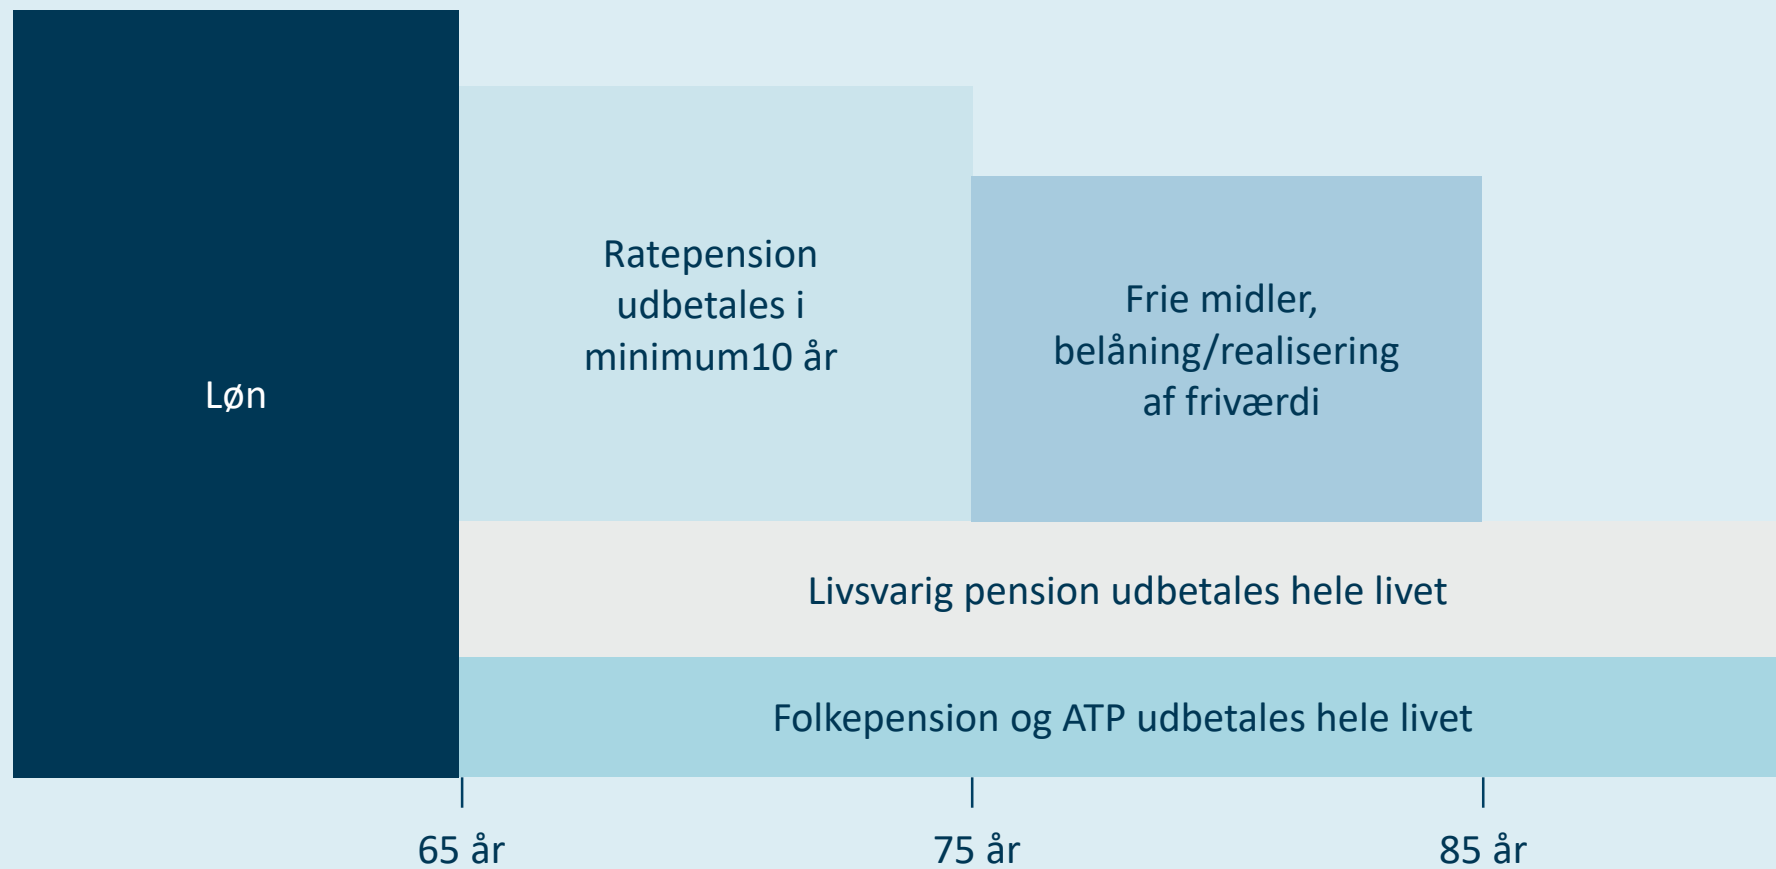 Løn
Ratepension
udbetales i
minimum10 år
Frie midler,
belåning/realisering
af friværdi
Livsvarig pension udbetales hele livet
Folkepension og ATP udbetales hele livet
65 år
75 år
85 år